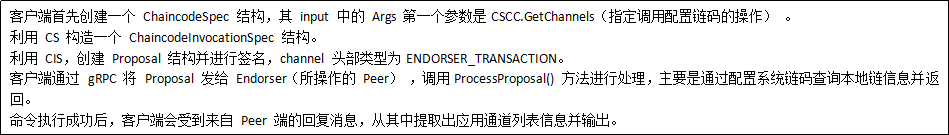 客户端首先创建一个 ChaincodeSpec 结构，其 input 中的 Args 第一个参数是 CSCC.GetChannels（指定调用配置链码的操作） 。
利用 CS 构造一个 ChaincodeInvocationSpec 结构。
利用 CIS，创建 Proposal 结构并进行签名，channel 头部类型为 ENDORSER_TRANSACTION。
客户端通过 gRPC 将 Proposal 发给 Endorser（所操作的 Peer） ，调用 ProcessProposal() 方法进行处理，主要是通过配置系统链码查询本地链信息并返
回。
命令执行成功后，客户端会受到来自 Peer 端的回复消息，从其中提取出应用通道列表信息并输出。